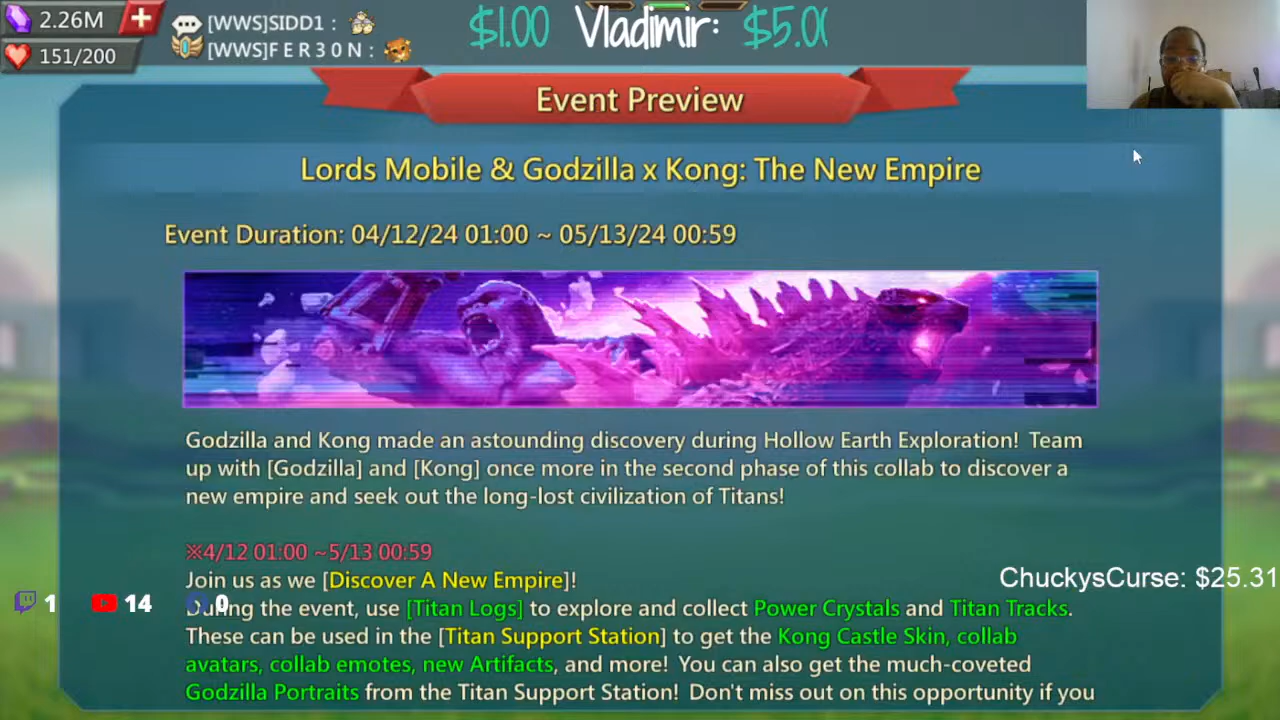 2.26M
151/200
[WWS]SIDD1 :
[WWS]F E R 3 0 N :
$1.00 Vladimir: $5.0
Event Preview
Lords Mobile & Godzilla x Kong: The New Empire
Event Duration: 04/12/24 01:00 ~ 05/13/24 00:59
Godzilla and Kong made an astounding discovery during Hollow Earth Exploration! Team
up with [Godzilla] and [Kong] once more in the second phase of this collab to discover a
new empire and seek out the long-lost civilization of Titans!
※4/12 01:00 ~5/13 00:59
Join us as we [Discover A New Empire]!
ChuckysCurse: $25.31
1 14 0
the event, use [Titan Logs] to explore and collect Power Crystals and Titan Tracks.
These can be used in the [Titan Support Station] to get the Kong Castle Skin, collab
avatars, collab emotes, new Artifacts, and more! You can also get the much-coveted
Godzilla Portraits from the Titan Support Station! Don't miss out on this opportunity if you